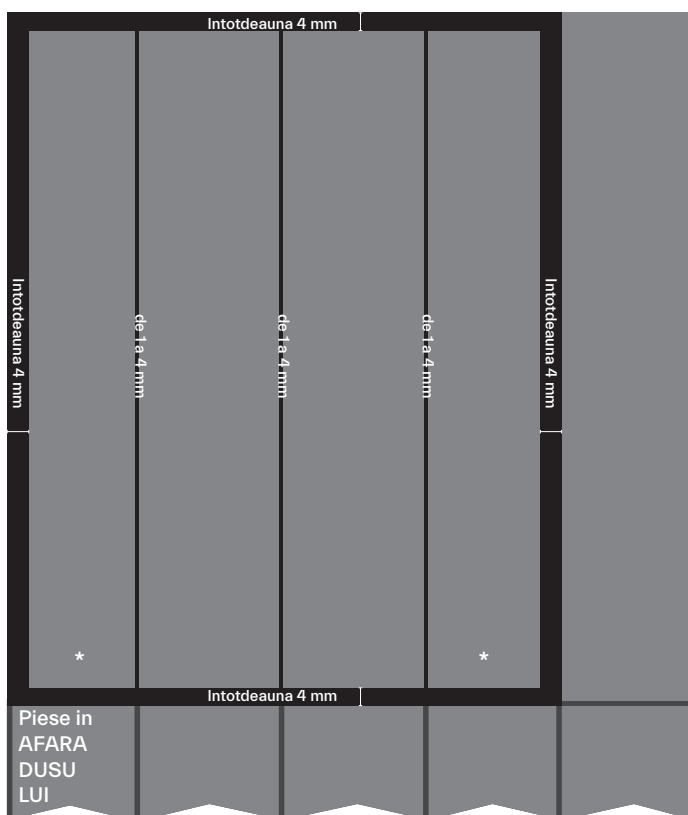 Intotdeauna 4 mm
Intotdeauna 4 mm
de 1 a 4 mm
de 1 a 4 mm
de 1 a 4 mm
Intotdeauna 4 mm
*
*
Intotdeauna 4 mm
Piese in
AFARA
DUSU
LUI